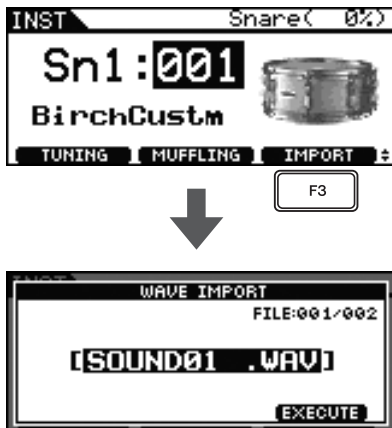 INST Snare( 0%)
Sn1:001
BirchCustm
TUNING MUFFLING IMPORT
F3
WAVE IMPORT
FILE:001/002
[SOUND01 .WAV]
EXECUTE